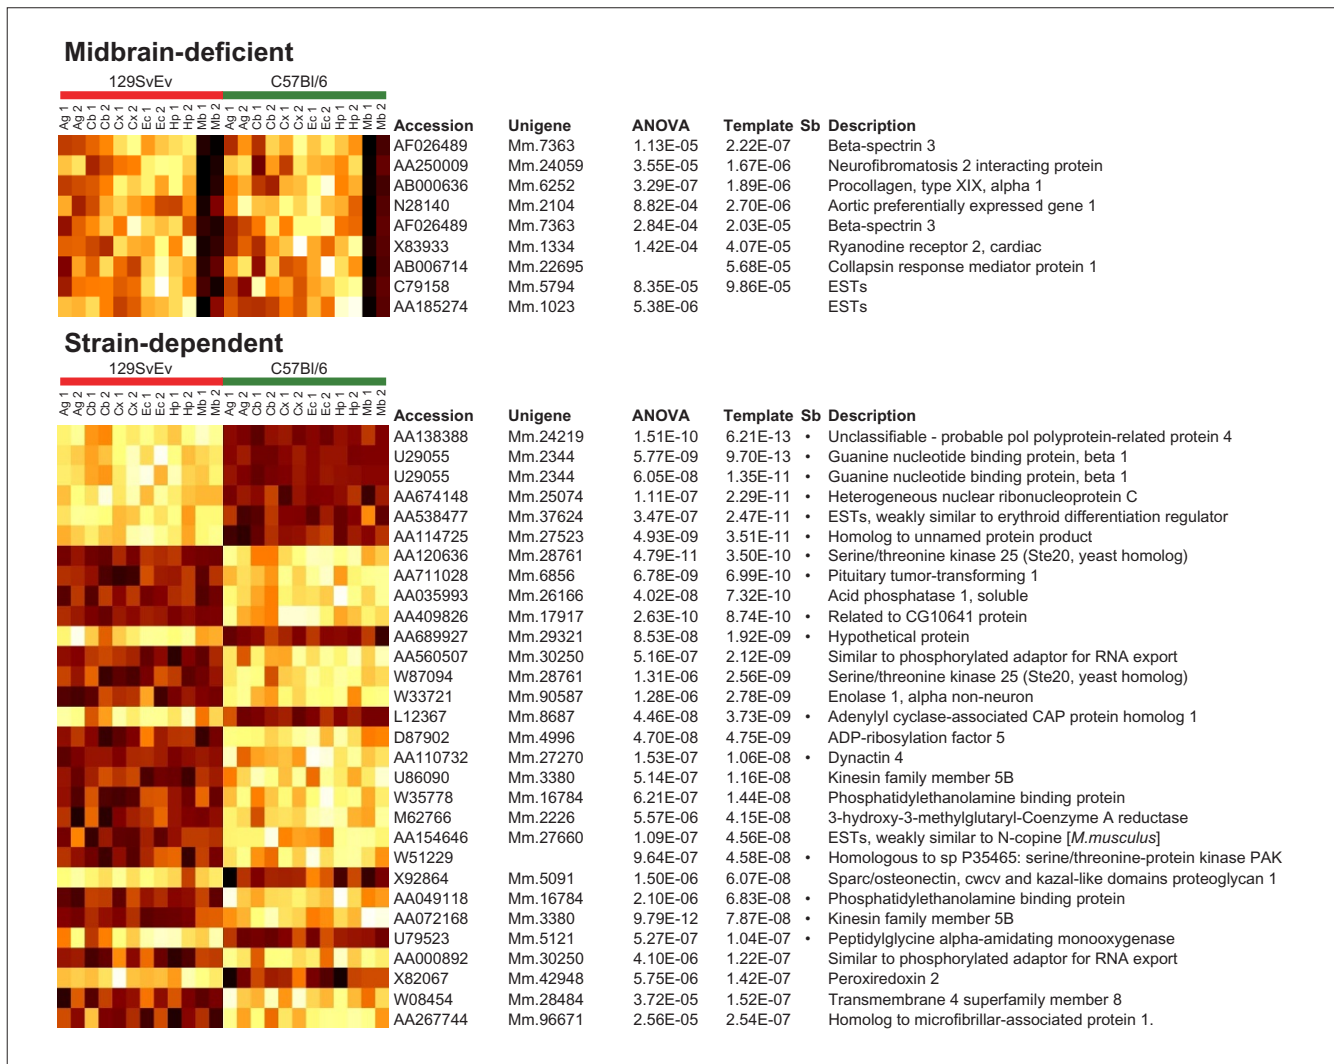 Midbrain-deficient
129SvEv C57Bl/6
Ag 1 Ag 2 Cb 1 Cb 2 Cx 1 Cx 2 Ec 1 Ec 2 Hp 1 Hp 2 Mb 1 Mb 2 Ag 1 Ag 2 Cb 1 Cb 2 Cx 1 Cx 2 Ec 1 Ec 2 Hp 1 Hp 2 Mb 1 Mb 2
Accession Unigene ANOVA Template Sb Description
AF026489 Mm.7363 1.13E-05 2.22E-07 Beta-spectrin 3
AA250009 Mm.24059 3.55E-05 1.67E-06 Neurofibromatosis 2 interacting protein
AB000636 Mm.6252 3.29E-07 1.89E-06 Procollagen, type XIX, alpha 1
N28140 Mm.2104 8.82E-04 2.70E-06 Aortic preferentially expressed gene 1
AF026489 Mm.7363 2.84E-04 2.03E-05 Beta-spectrin 3
X83933 Mm.1334 1.42E-04 4.07E-05 Ryanodine receptor 2, cardiac
AB006714 Mm.22695 5.68E-05 Collapsin response mediator protein 1
C79158 Mm.5794 8.35E-05 9.86E-05 ESTs
AA185274 Mm.1023 5.38E-06 ESTs
Strain-dependent
129SvEv C57Bl/6
Ag 1 Ag 2 Cb 1 Cb 2 Cx 1 Cx 2 Ec 1 Ec 2 Hp 1 Hp 2 Mb 1 Mb 2 Ag 1 Ag 2 Cb 1 Cb 2 Cx 1 Cx 2 Ec 1 Ec 2 Hp 1 Hp 2 Mb 1 Mb 2
Accession Unigene ANOVA Template Sb Description
AA138388 Mm.24219 1.51E-10 6.21E-13 • Unclassifiable - probable pol polyprotein-related protein 4
U29055 Mm.2344 5.77E-09 9.70E-13 • Guanine nucleotide binding protein, beta 1
U29055 Mm.2344 6.05E-08 1.35E-11 • Guanine nucleotide binding protein, beta 1
AA674148 Mm.25074 1.11E-07 2.29E-11 • Heterogeneous nuclear ribonucleoprotein C
AA538477 Mm.37624 3.47E-07 2.47E-11 • ESTs, weakly similar to erythroid differentiation regulator
AA114725 Mm.27523 4.93E-09 3.51E-11 • Homolog to unnamed protein product
AA120636 Mm.28761 4.79E-11 3.50E-10 • Serine/threonine kinase 25 (Ste20, yeast homolog)
AA711028 Mm.6856 6.78E-09 6.99E-10 • Pituitary tumor-transforming 1
AA035993 Mm.26166 4.02E-08 7.32E-10 Acid phosphatase 1, soluble
AA409826 Mm.17917 2.63E-10 8.74E-10 • Related to CG10641 protein
AA689927 Mm.29321 8.53E-08 1.92E-09 • Hypothetical protein
AA560507 Mm.30250 5.16E-07 2.12E-09 Similar to phosphorylated adaptor for RNA export
W87094 Mm.28761 1.31E-06 2.56E-09 Serine/threonine kinase 25 (Ste20, yeast homolog)
W33721 Mm.90587 1.28E-06 2.78E-09 Enolase 1, alpha non-neuron
L12367 Mm.8687 4.46E-08 3.73E-09 • Adenylyl cyclase-associated CAP protein homolog 1
D87902 Mm.4996 4.70E-08 4.75E-09 ADP-ribosylation factor 5
AA110732 Mm.27270 1.53E-07 1.06E-08 • Dynactin 4
U86090 Mm.3380 5.14E-07 1.16E-08 Kinesin family member 5B
W35778 Mm.16784 6.21E-07 1.44E-08 Phosphatidylethanolamine binding protein
M62766 Mm.2226 5.57E-06 4.15E-08 3-hydroxy-3-methylglutaryl-Coenzyme A reductase
AA154646 Mm.27660 1.09E-07 4.56E-08 ESTs, weakly similar to N-copine [M.musculus]
W51229 9.64E-07 4.58E-08 • Homologous to sp P35465: serine/threonine-protein kinase PAK
X92864 Mm.5091 1.50E-06 6.07E-08 Sparc/osteonectin, cwcv and kazal-like domains proteoglycan 1
AA049118 Mm.16784 2.10E-06 6.83E-08 • Phosphatidylethanolamine binding protein
AA072168 Mm.3380 9.79E-12 7.87E-08 • Kinesin family member 5B
U79523 Mm.5121 5.27E-07 1.04E-07 • Peptidylglycine alpha-amidating monooxygenase
AA000892 Mm.30250 4.10E-06 1.22E-07 Similar to phosphorylated adaptor for RNA export
X82067 Mm.42948 5.75E-06 1.42E-07 Peroxiredoxin 2
W08454 Mm.28484 3.72E-05 1.52E-07 Transmembrane 4 superfamily member 8
AA267744 Mm.96671 2.56E-05 2.54E-07 Homolog to microfibrillar-associated protein 1.